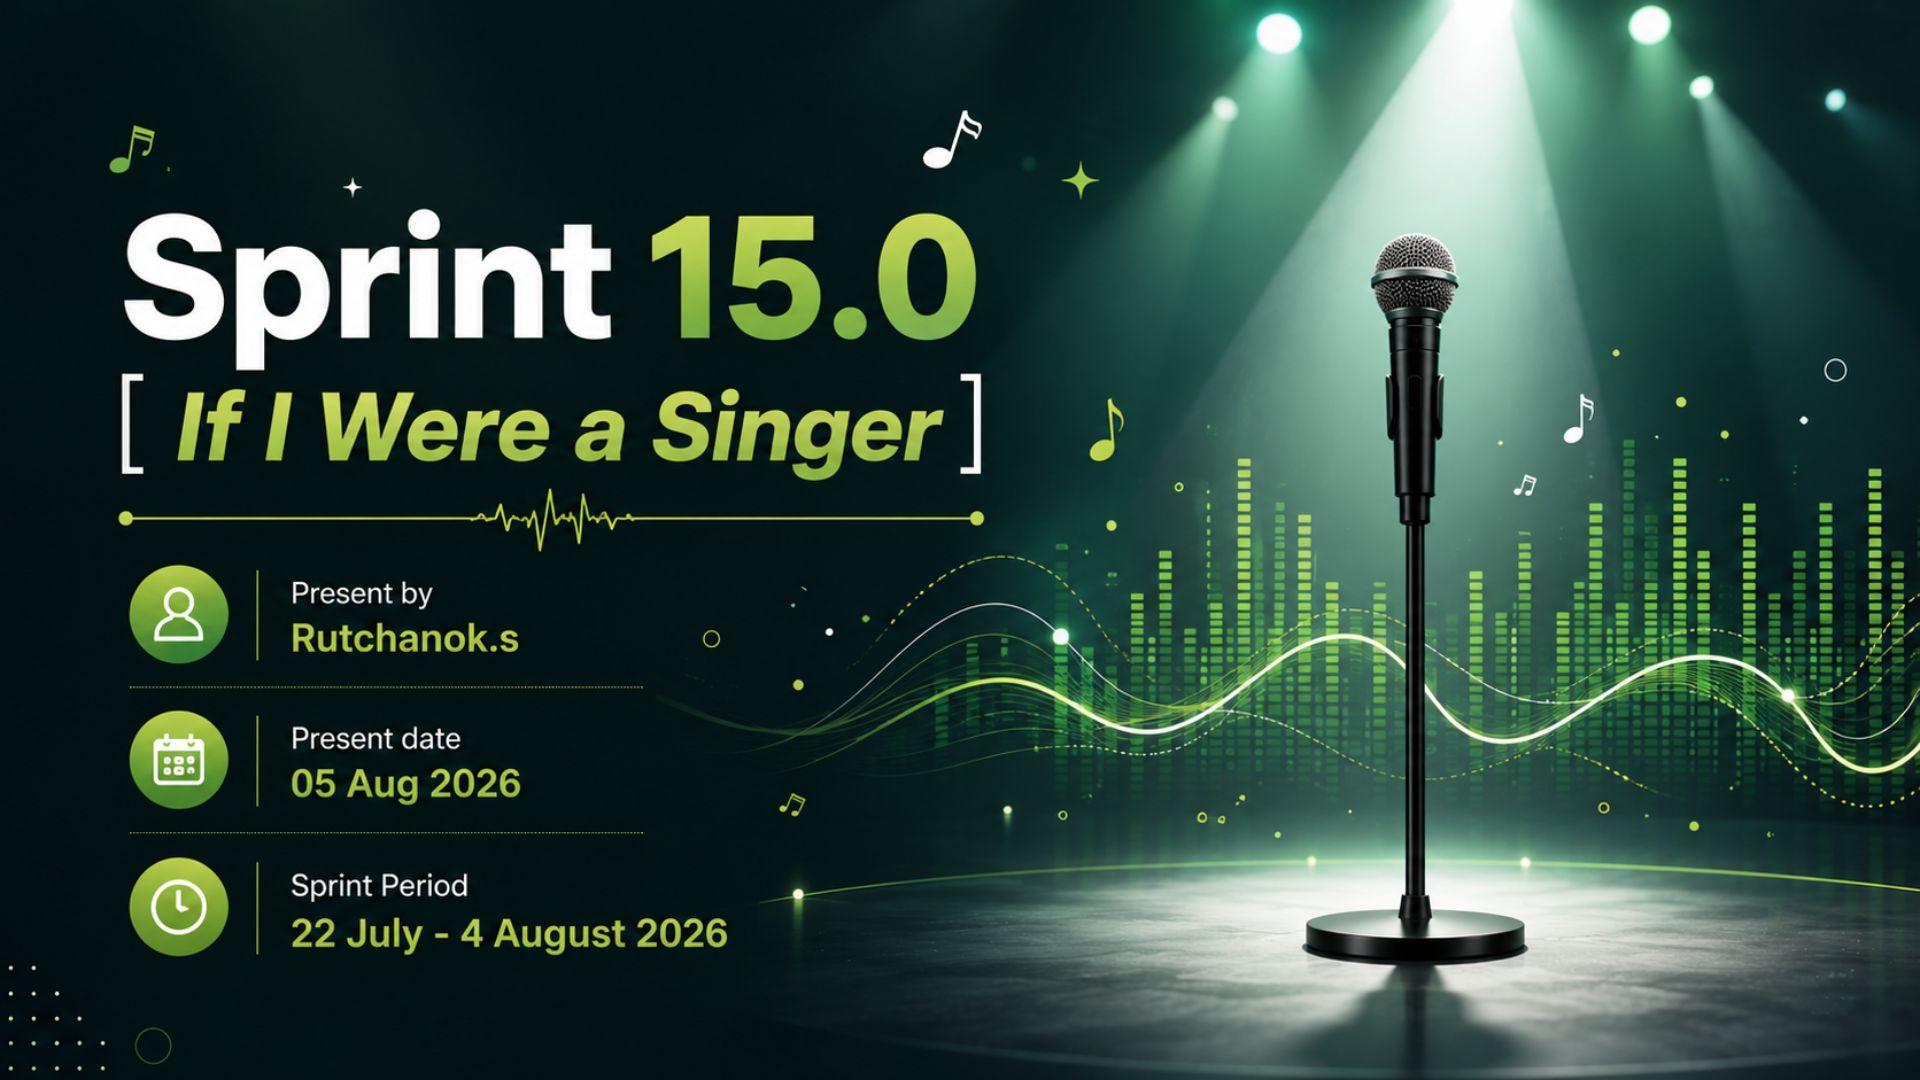 Sprint 15.0
[ If I Were a Singer ]
Present by
Rutchanok.s
Present date
05 Aug 2026
Sprint Period
22 July - 4 August 2026